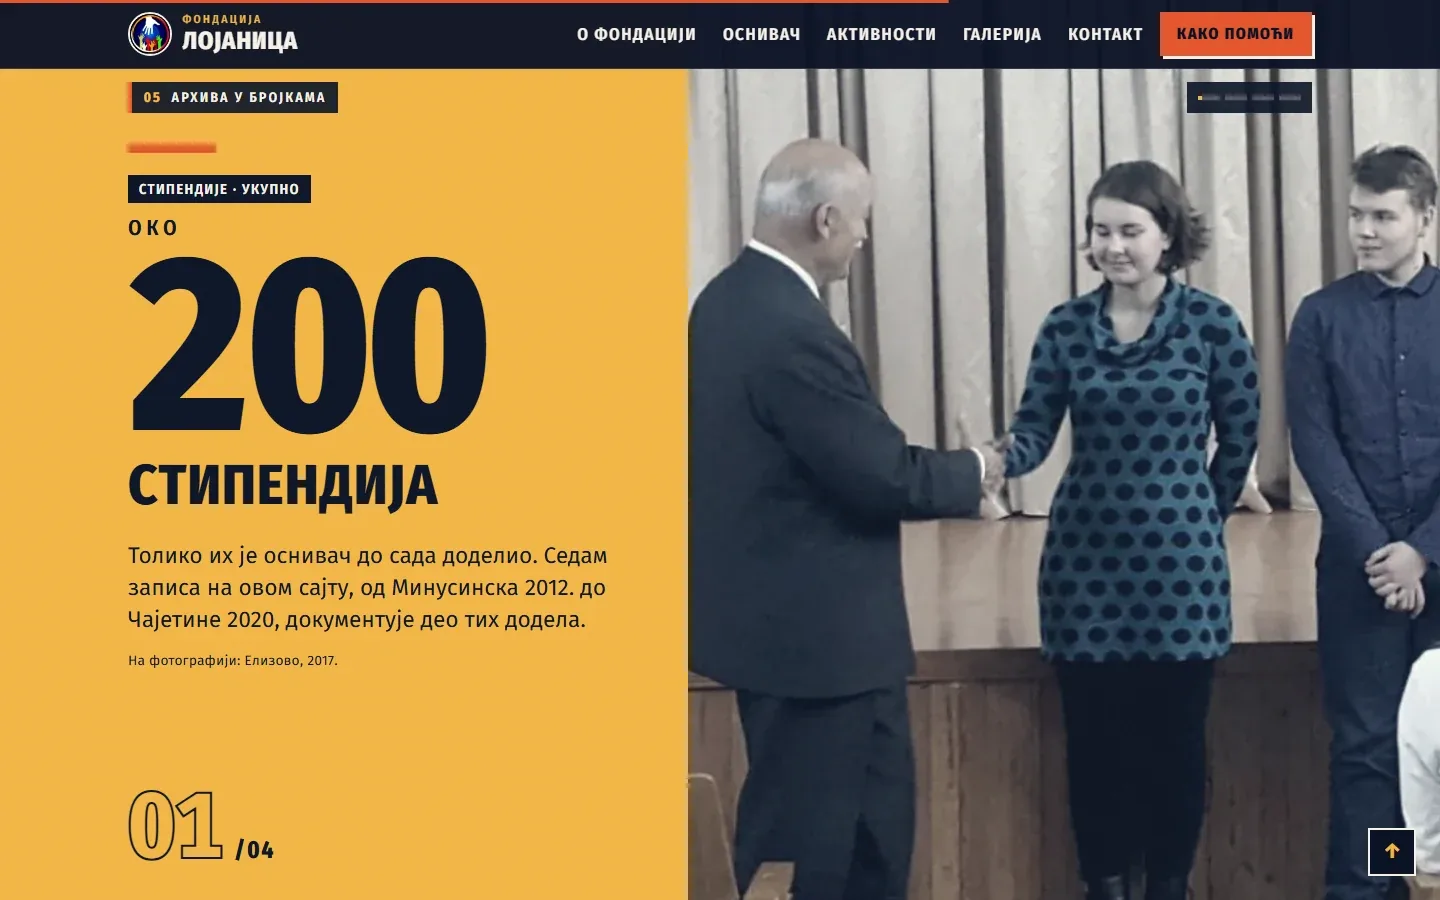 ФОНДАЦИЈА
ЛОЈАНИЦА
О ФОНДАЦИЈИ
ОСНИВАЧ
АКТИВНОСТИ
ГАЛЕРИЈА
КОНТАКТ
КАКО ПОМОЋИ
05 АРХИВА У БРОЈКАМА
СТИПЕНДИЈЕ · УКУПНО
ОКО
200
СТИПЕНДИЈА
Толико их је оснивач до сада доделио. Седам
записа на овом сајту, од Минусинска 2012. до
Чајетине 2020, документује део тих додела.
На фотографији: Елизово, 2017.
01 /04